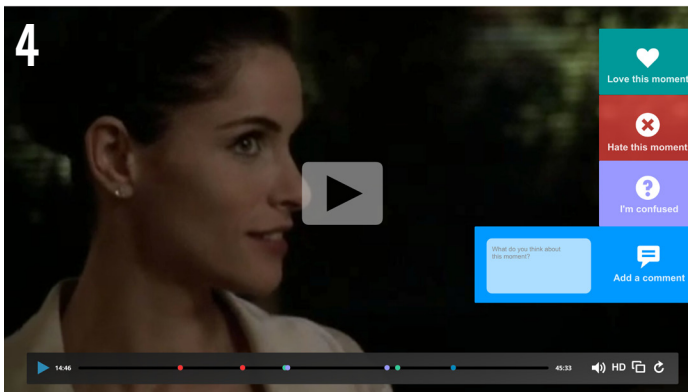 4
Love this moment
Hate this moment
I'm confused
What do you think about
this moment?
Add a comment
14:46
45:33
HD